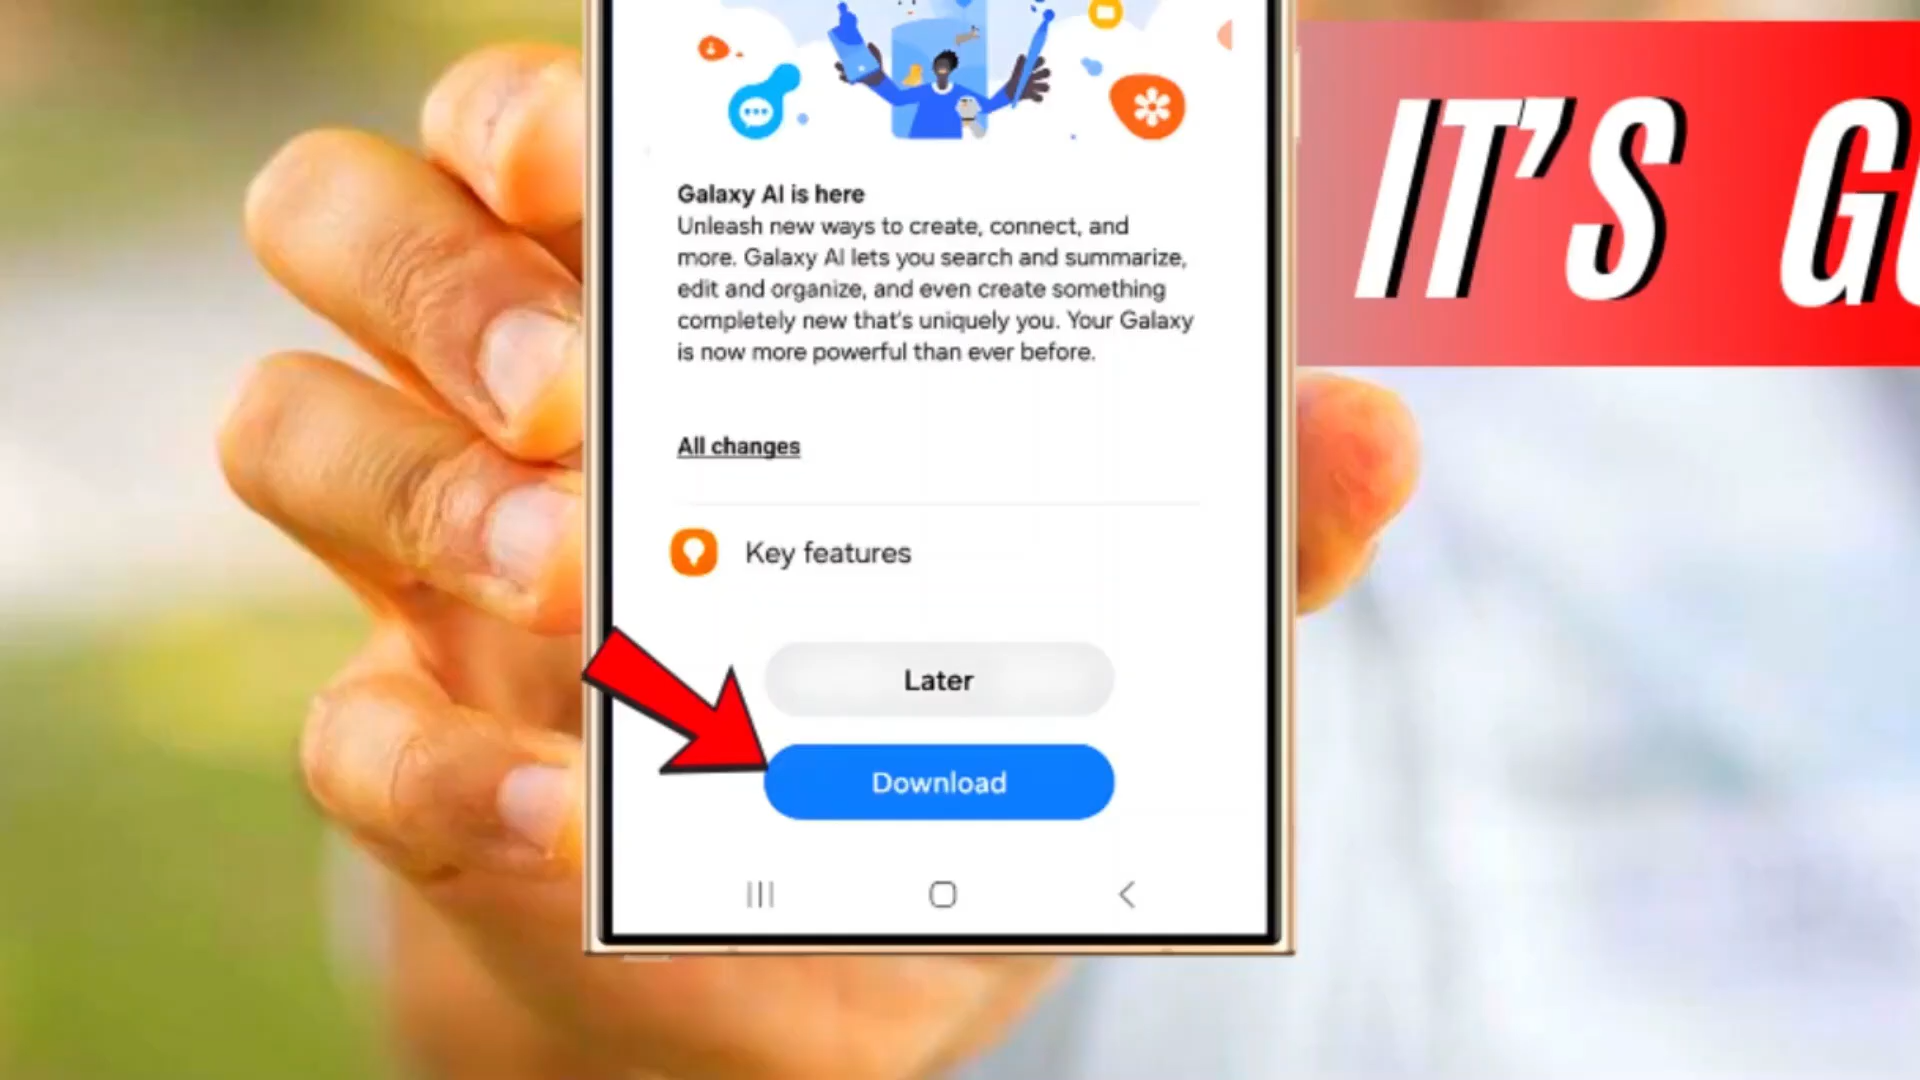 IT'S
Galaxy AI is here
Unleash new ways to create, connect, and
more. Galaxy AI lets you search and summarize,
edit and organize, and even create something
completely new that's uniquely you. Your Galaxy
is now more powerful than ever before.
All changes
Key features
Later
Download